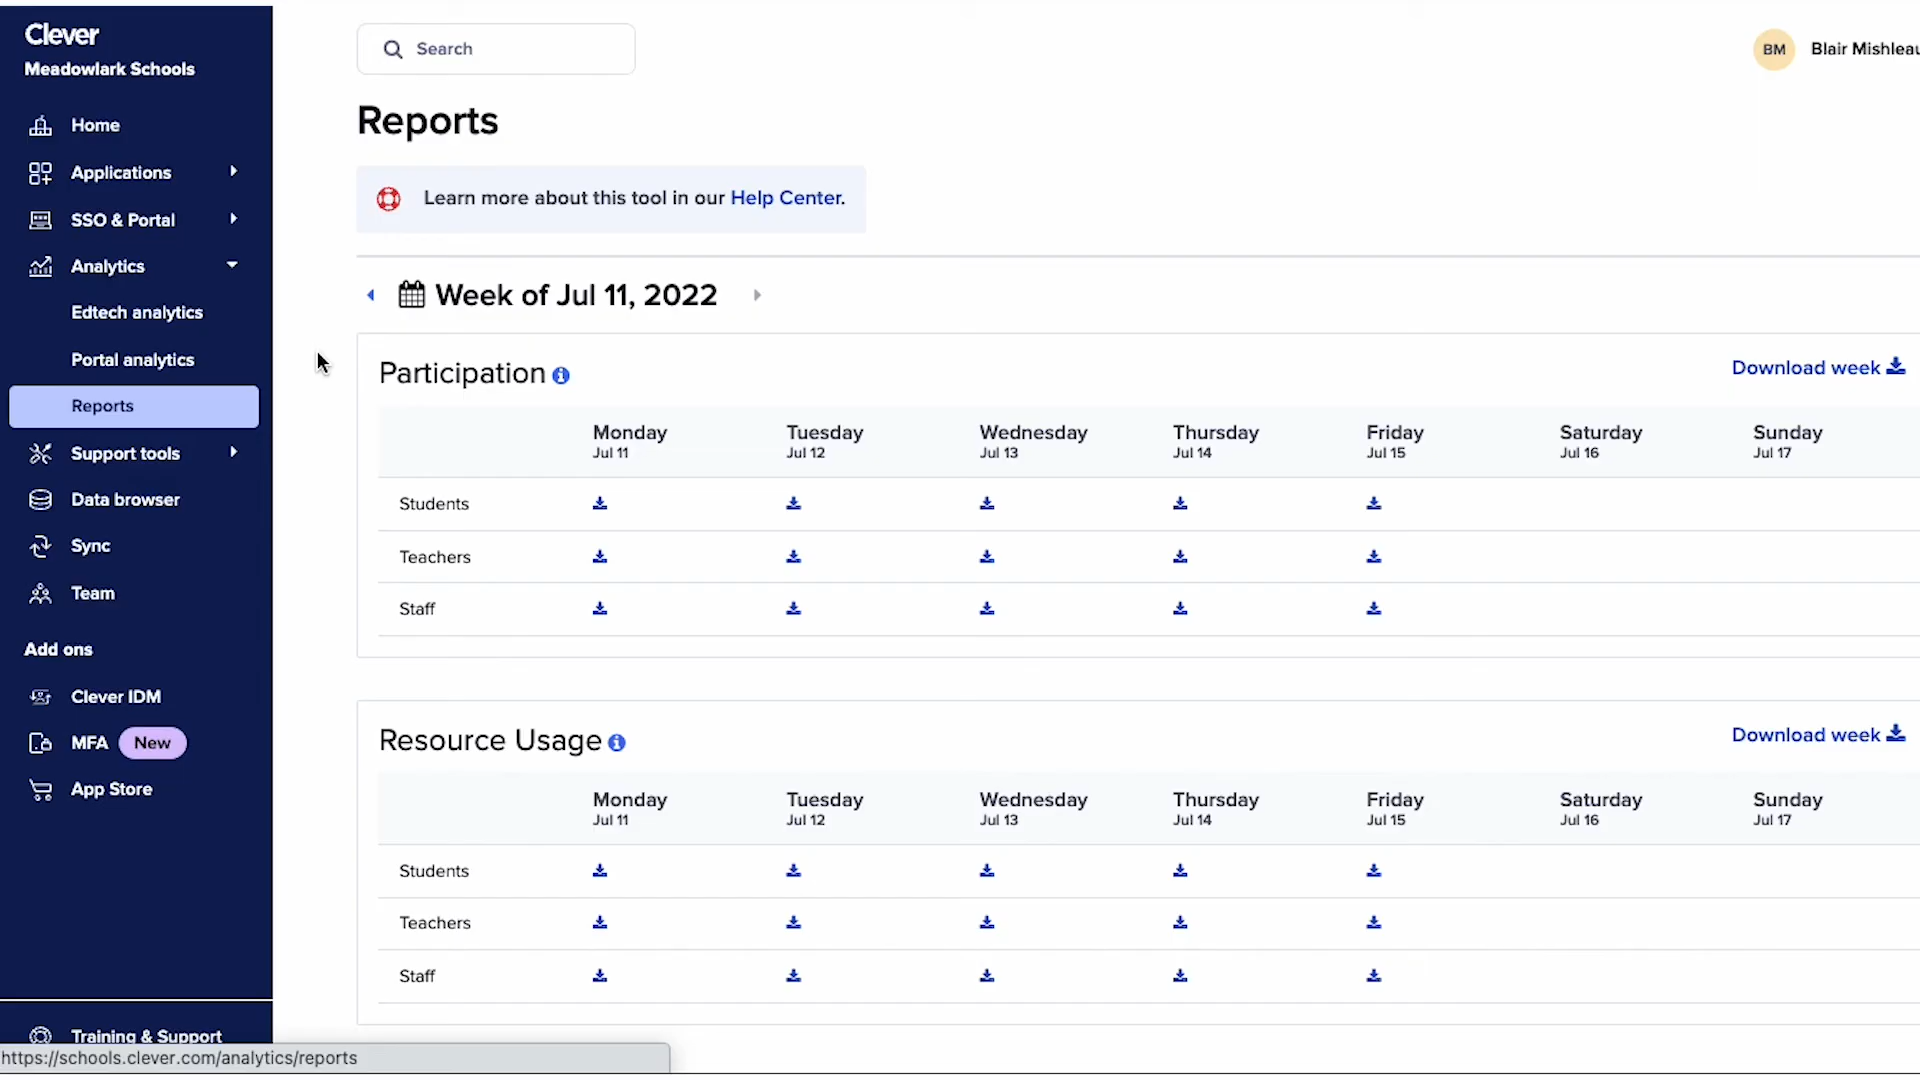 Clever
Meadowlark Schools
Home
Applications
SSO & Portal
Analytics
Edtech analytics
Portal analytics
Reports
Support tools
Data browser
Sync
Team
Add ons
Clever IDM
MFA New
App Store
Training & Support
https://schools.clever.com/analytics/reports
Search
BM Blair Mishleau
Reports
Learn more about this tool in our Help Center.
Week of Jul 11, 2022
Participation
Download week
Monday Tuesday Wednesday Thursday Friday Saturday Sunday
Jul 11 Jul 12 Jul 13 Jul 14 Jul 15 Jul 16 Jul 17
Students
Teachers
Staff
Resource Usage
Download week
Monday Tuesday Wednesday Thursday Friday Saturday Sunday
Jul 11 Jul 12 Jul 13 Jul 14 Jul 15 Jul 16 Jul 17
Students
Teachers
Staff